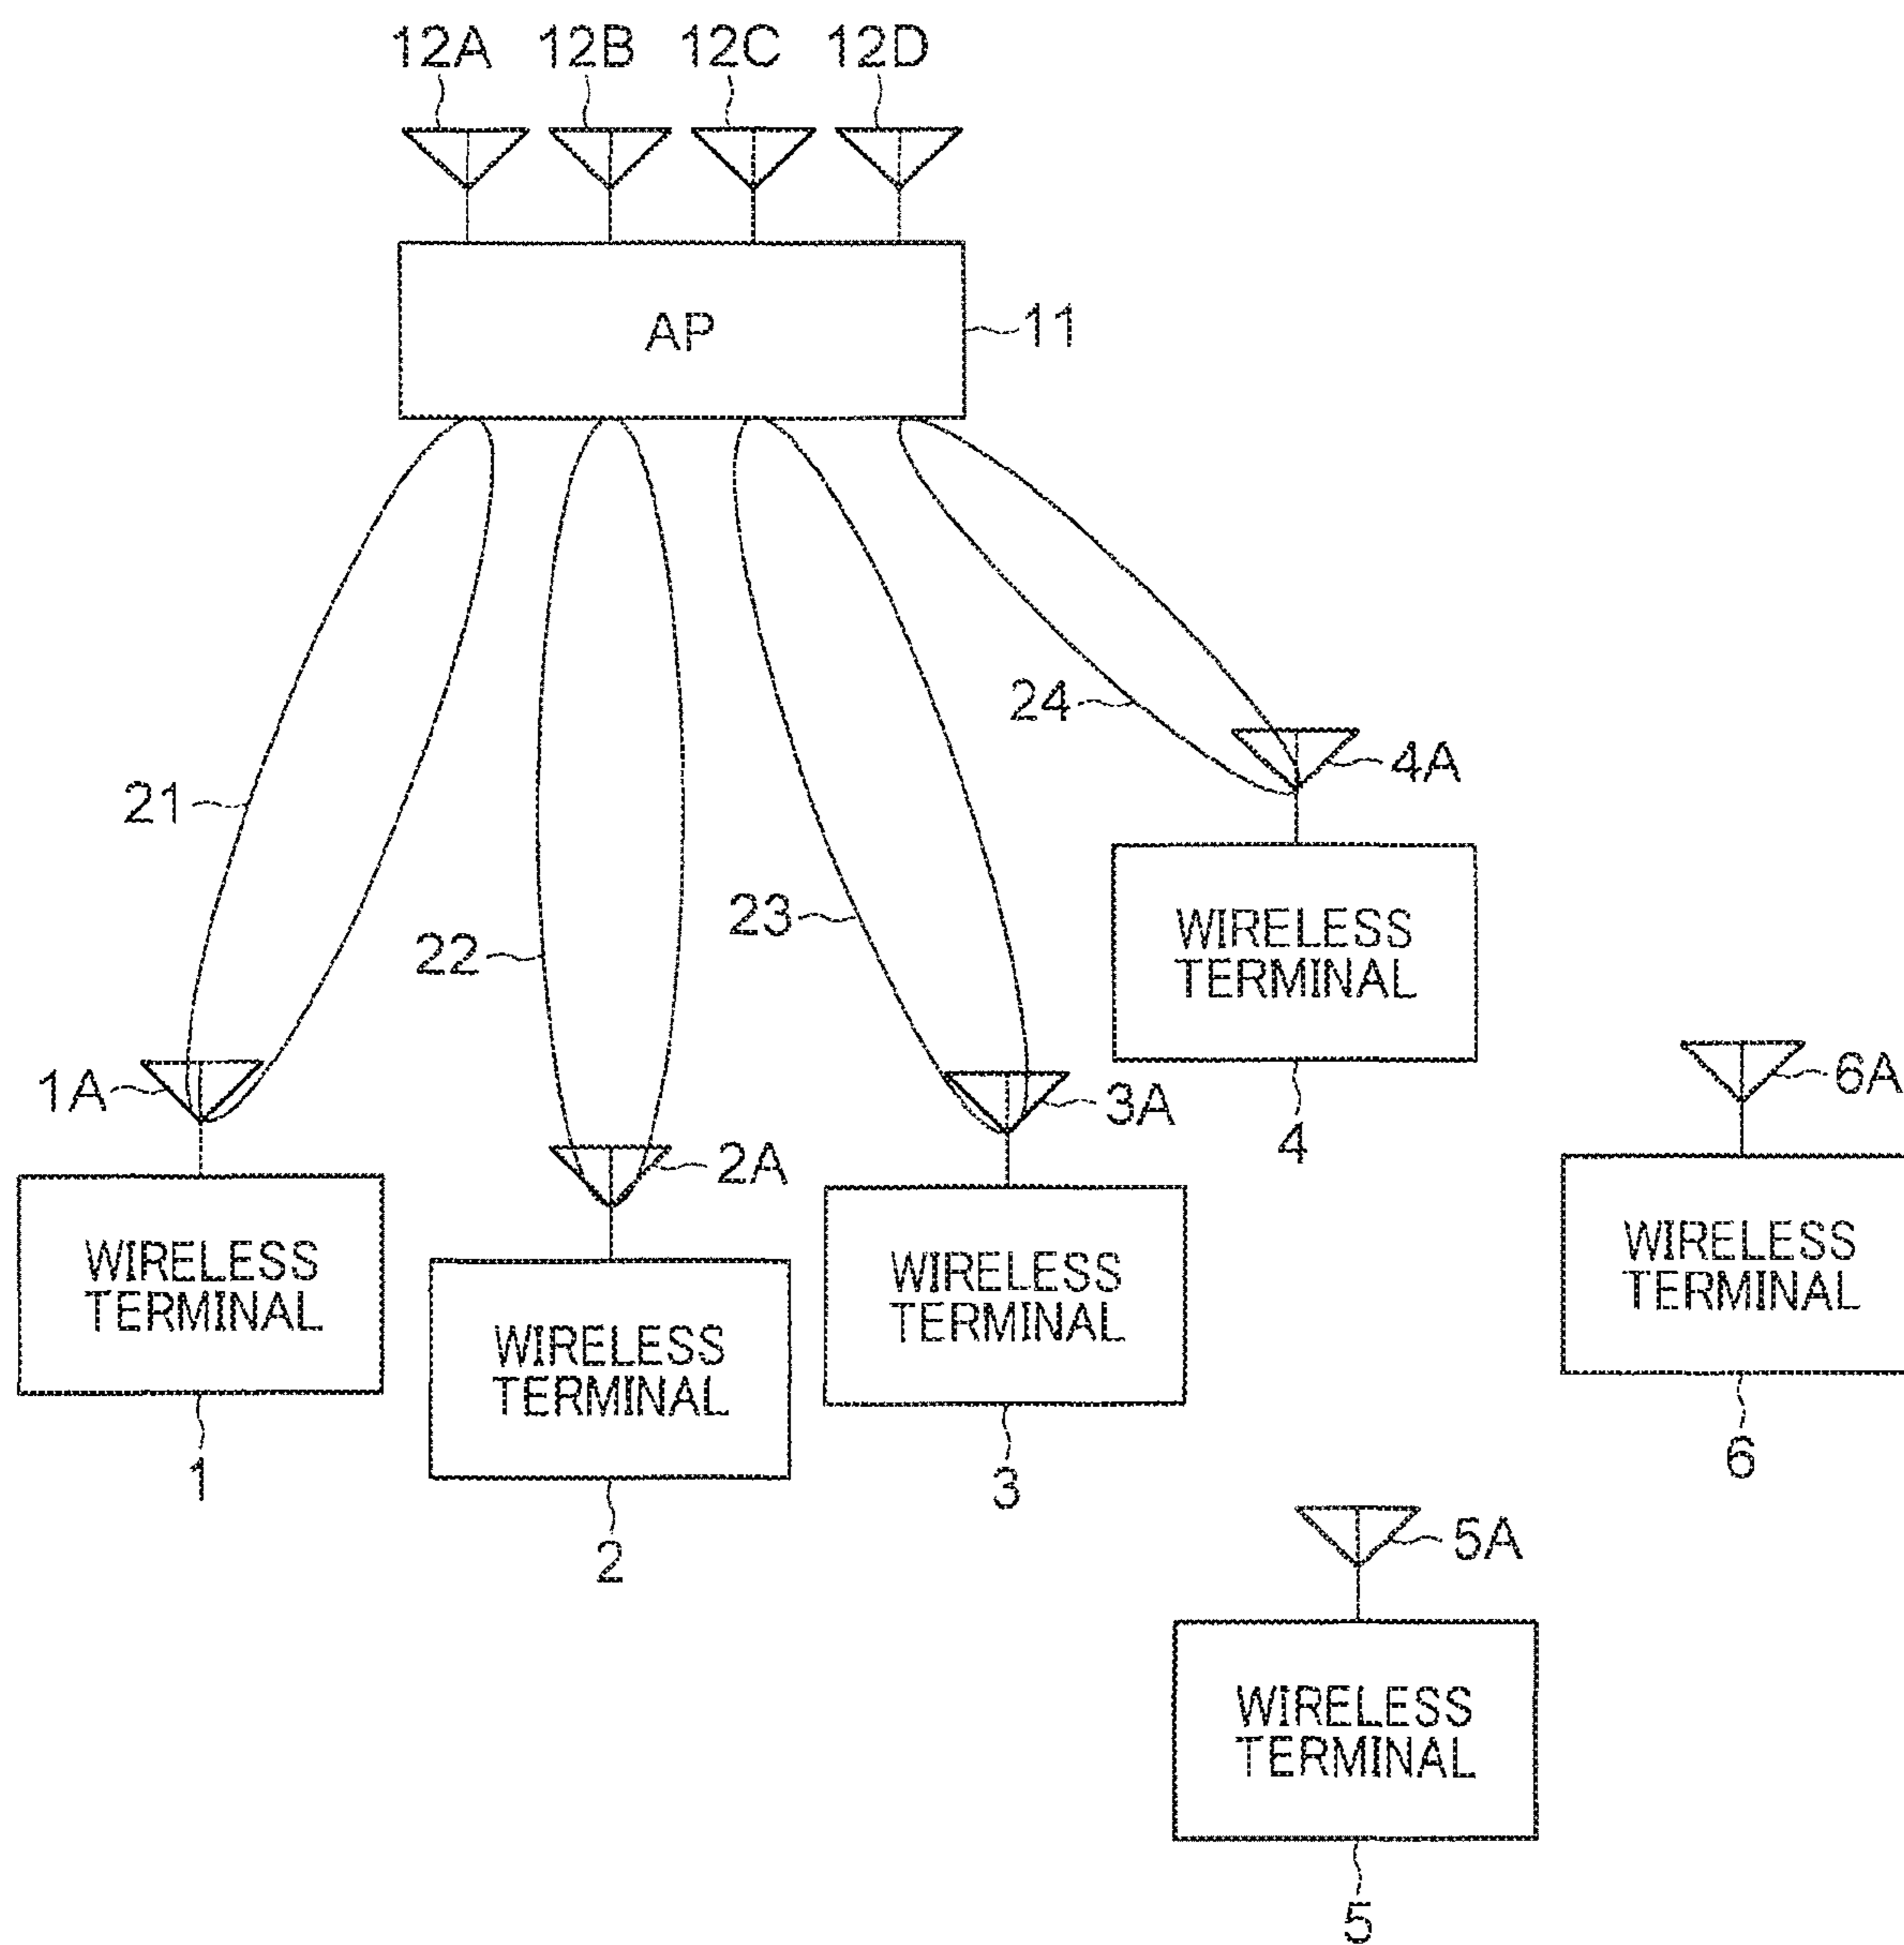 12A 12B 12C 12D
AP
11
21
22
23
24
4A
WIRELESS
TERMINAL
4
1A
WIRELESS
TERMINAL
1
2A
WIRELESS
TERMINAL
2
3A
WIRELESS
TERMINAL
3
6A
WIRELESS
TERMINAL
6
5A
WIRELESS
TERMINAL
5